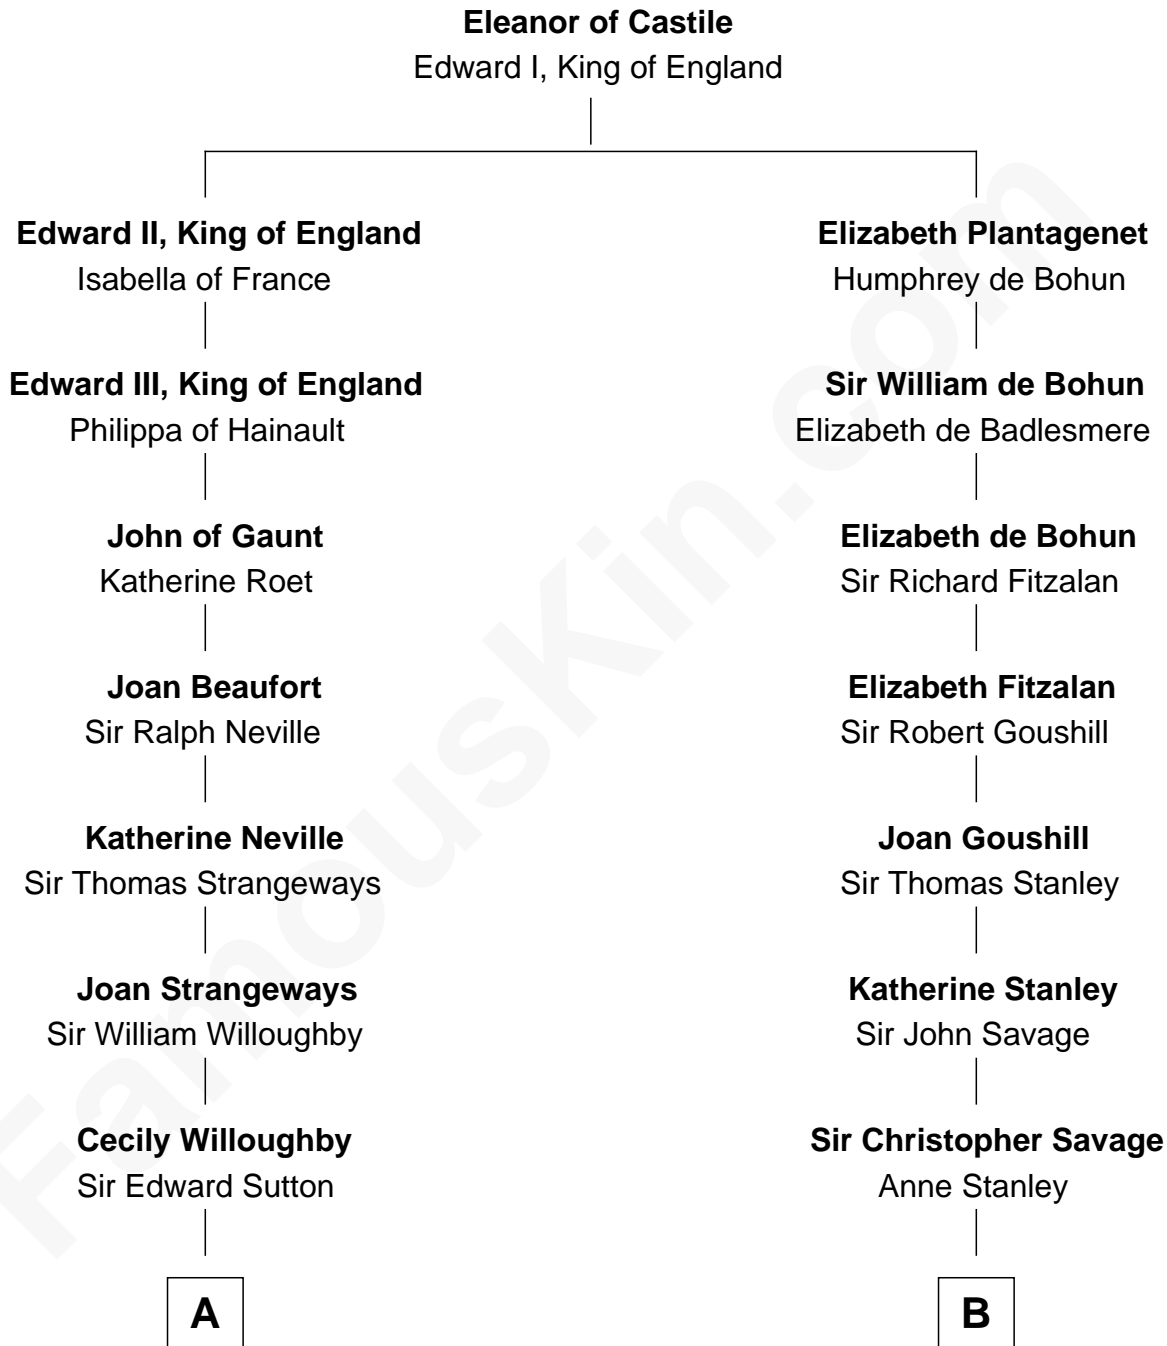 Eleanor of Castile
Edward I, King of England
Edward II, King of England
Isabella of France
Elizabeth Plantagenet
Humphrey de Bohun
Edward III, King of England
Philippa of Hainault
Sir William de Bohun
Elizabeth de Badlesmere
John of Gaunt
Katherine Roet
Elizabeth de Bohun
Sir Richard Fitzalan
Joan Beaufort
Sir Ralph Neville
Elizabeth Fitzalan
Sir Robert Goushill
Katherine Neville
Sir Thomas Strangeways
Joan Goushill
Sir Thomas Stanley
Joan Strangeways
Sir William Willoughby
Katherine Stanley
Sir John Savage
Cecily Willoughby
Sir Edward Sutton
Sir Christopher Savage
Anne Stanley
A
B
FamousKin.com